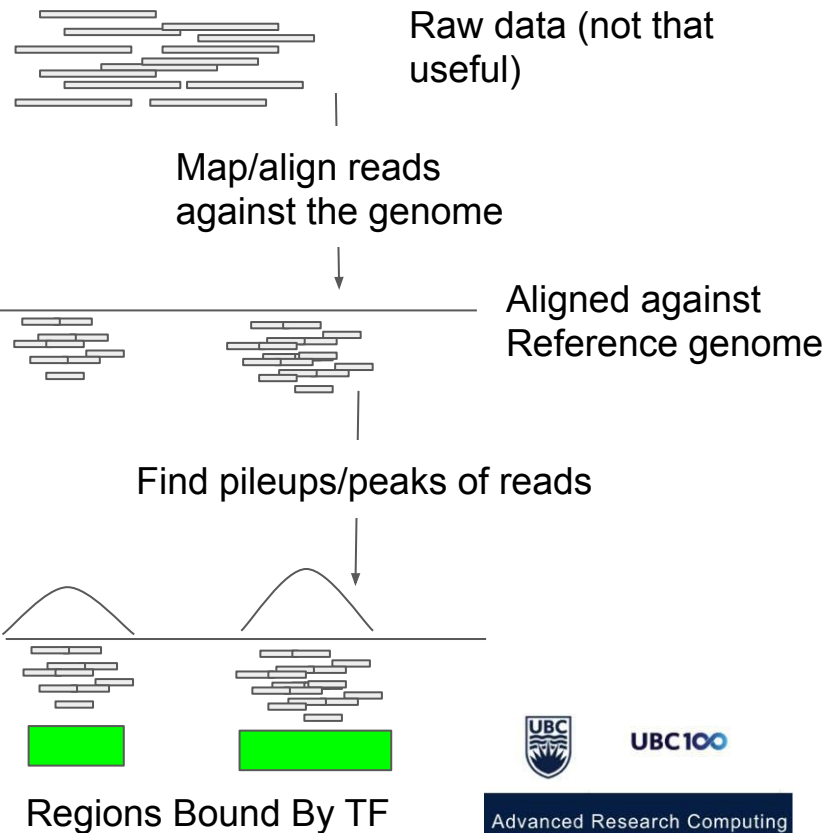 Raw data (not that
useful)
Map/align reads
against the genome
Aligned against
Reference genome
Find pileups/peaks of reads
Regions Bound By TF
UBC
UBC100
Advanced Research Computing